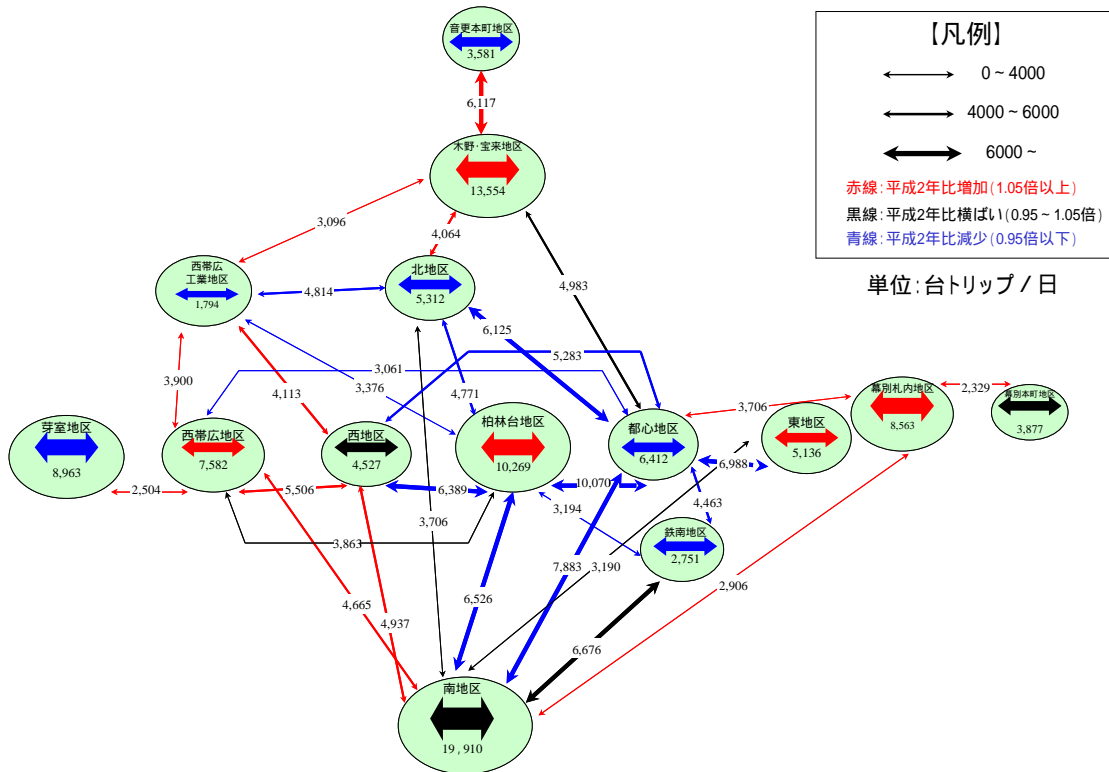 音更本町地区
3,581
6,117
木野・宝来地区
13,554
【凡例】
0~4000
4000~6000
6000~
赤線:平成2年比増加(1.05倍以上)
黒線:平成2年比横ばい(0.95~1.05倍)
青線:平成2年比減少(0.95倍以下)
単位:台トリップ/日
3,096
4,064
4,983
西帯広
工業地区
1,794
4,814
北地区
5,312
6,125
5,283
3,900
4,113
3,376
3,061
4,771
3,706
幕別札内地区
8,563
2,329
幕別本町地区
3,877
芽室地区
8,963
2,504
西帯広地区
7,582
5,506
西地区
4,527
6,389
柏林台地区
10,269
10,070
都心地区
6,412
6,988
東地区
5,136
3,863
3,706
3,194
4,463
鉄南地区
2,751
7,883
3,190
2,906
4,665
4,937
6,526
6,676
南地区
19,910